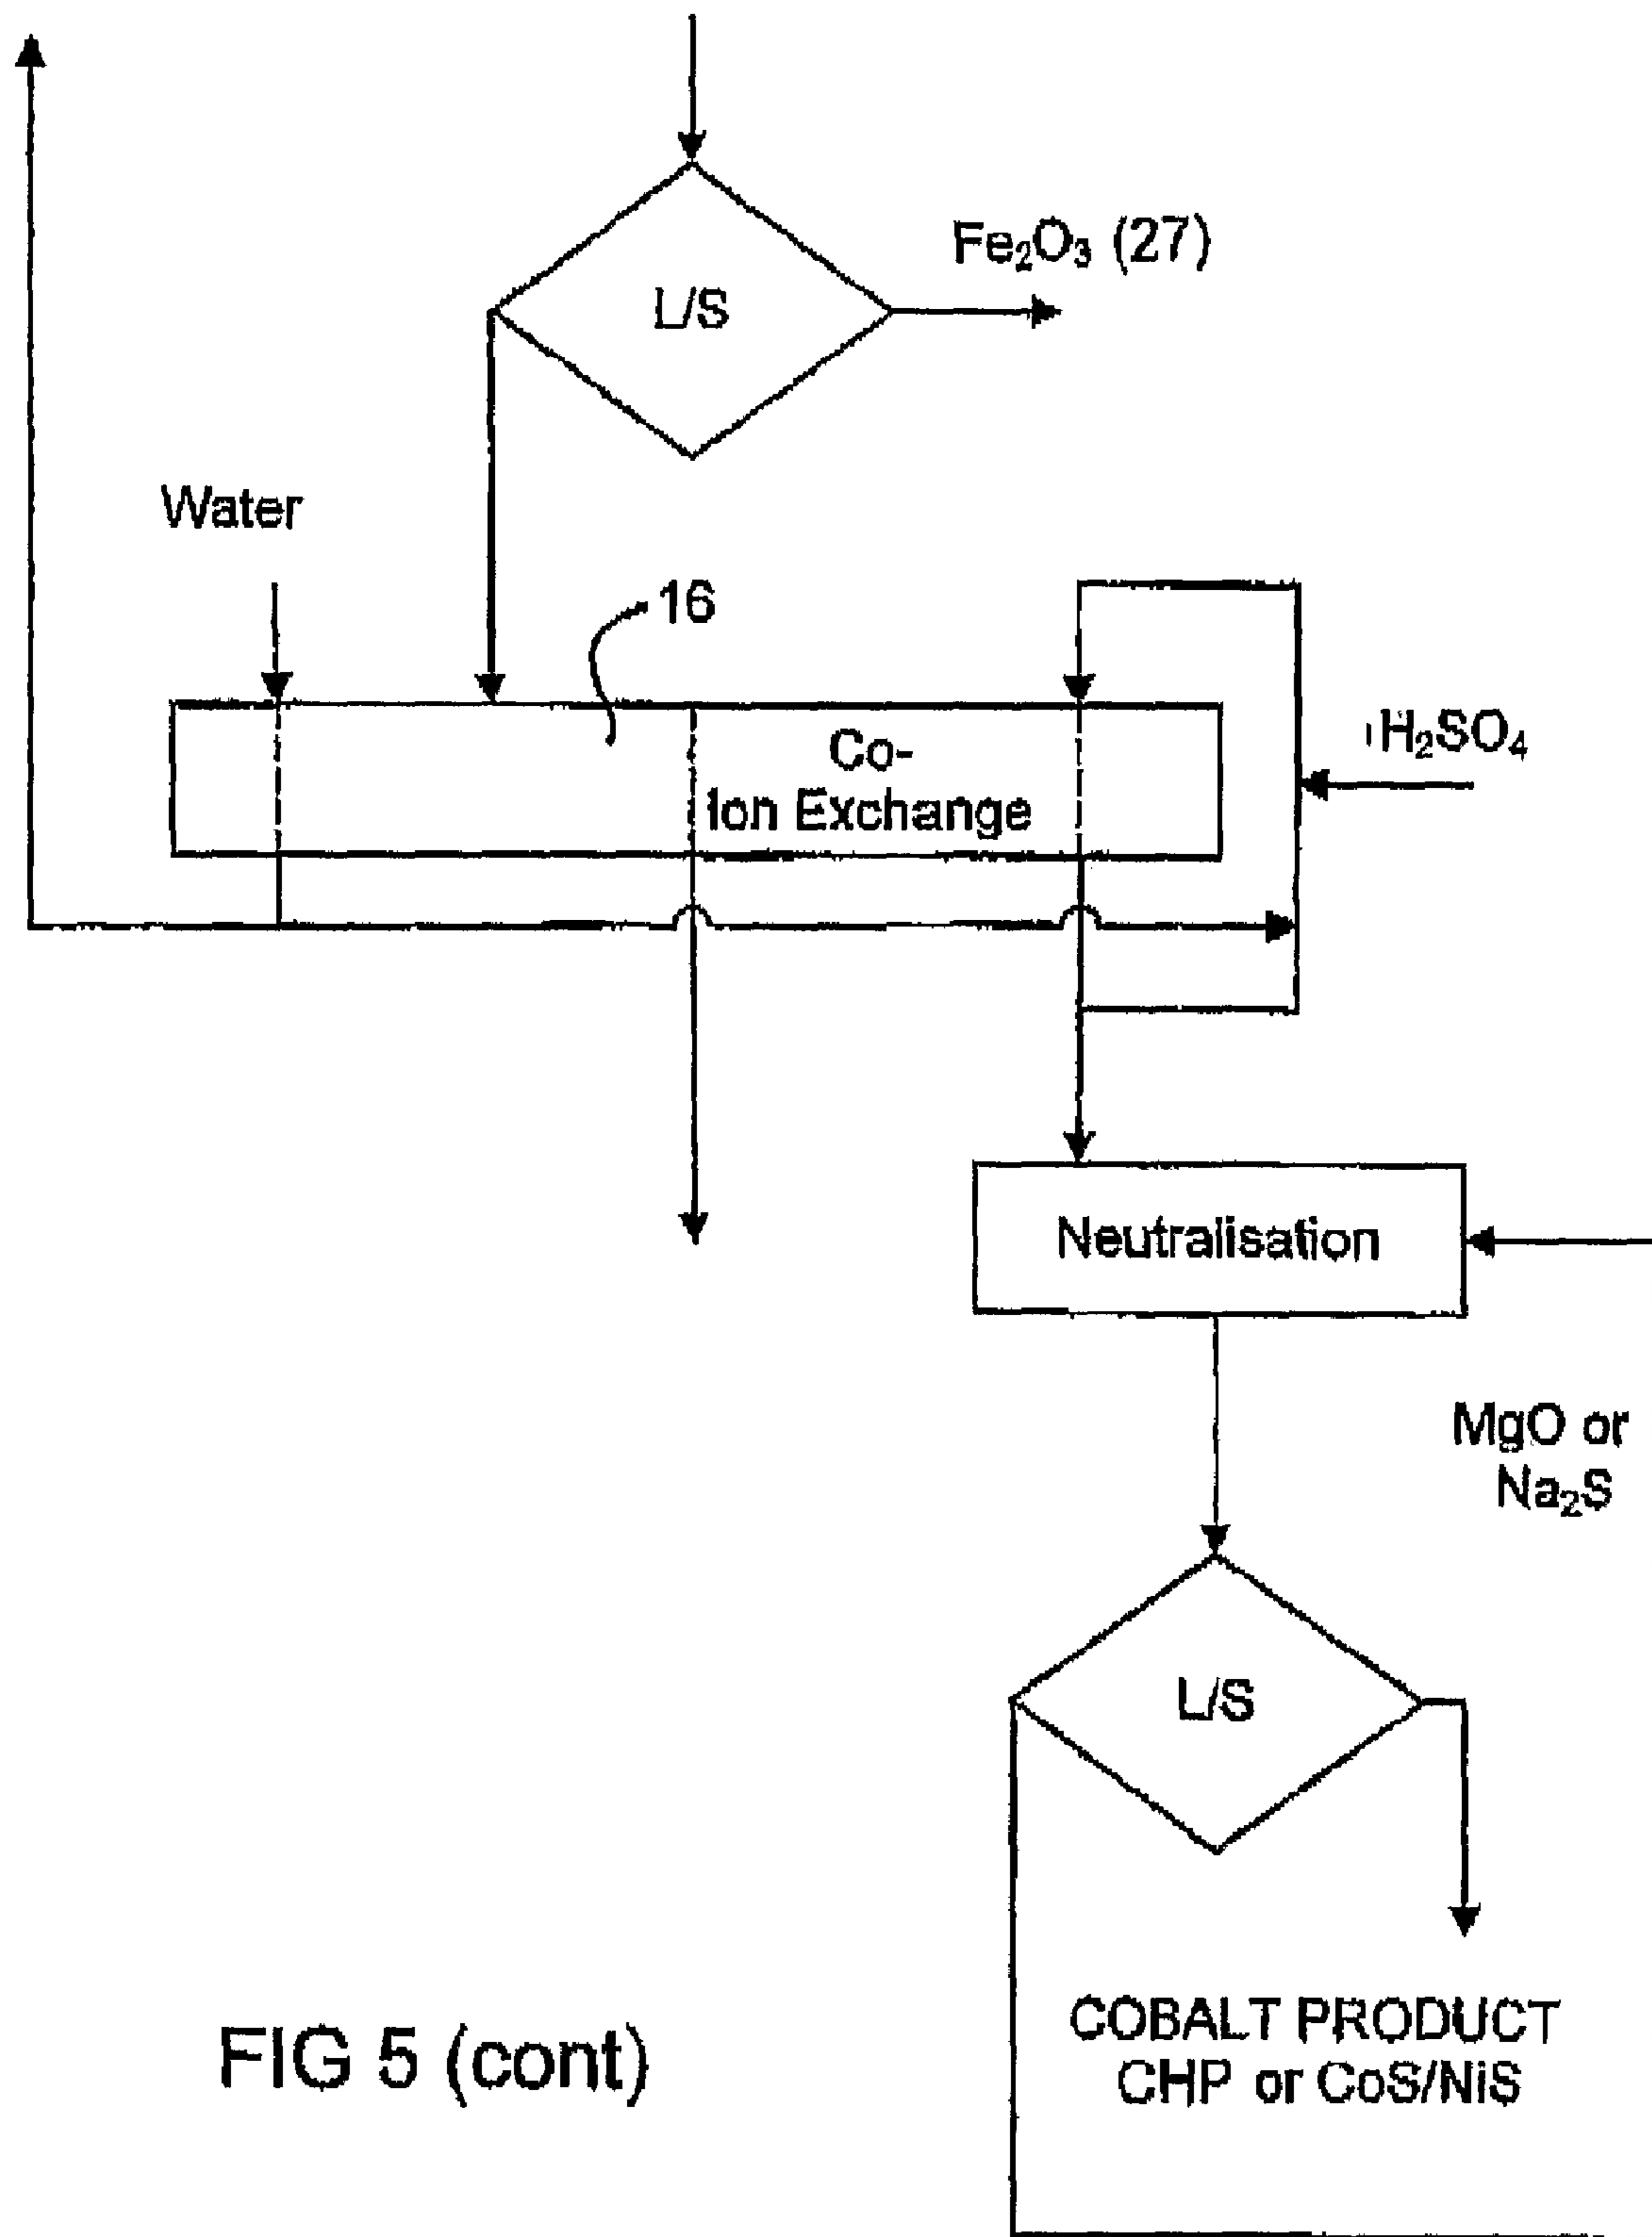 Fe₂O₃ (27)
L/S
Water
16
Co-
Ion Exchange
H₂SO₄
Neutralisation
MgO or
Na₂S
L/S
COBALT PRODUCT
CHP or CoS/NiS
FIG 5 (cont)